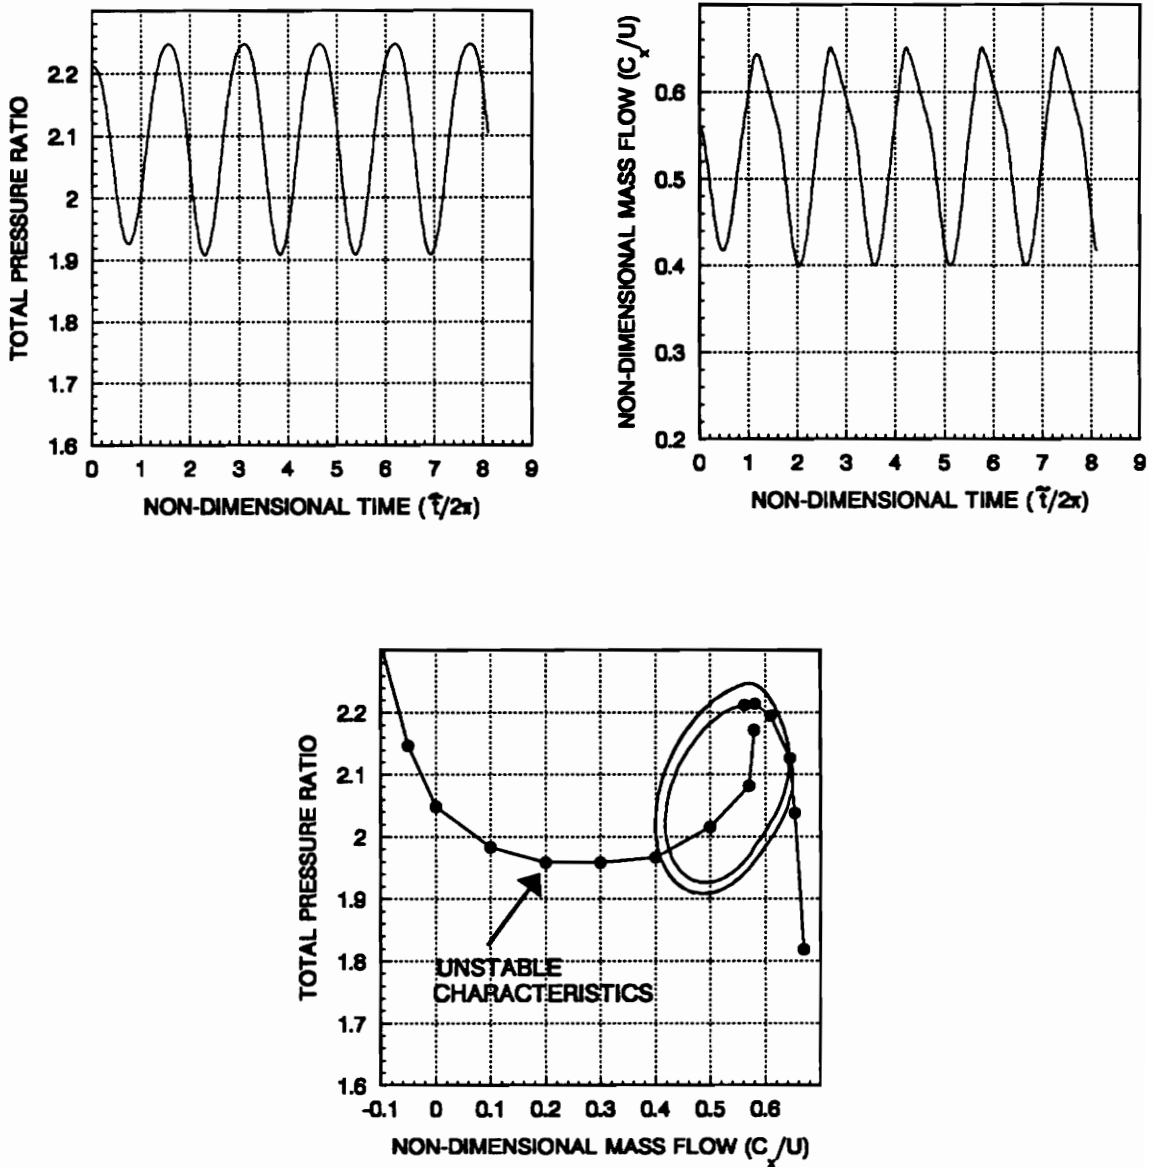 2.2
2.1
2
1.9
1.8
1.7
1.6
TOTAL PRESSURE RATIO
0 1 2 3 4 5 6 7 8 9
NON-DIMENSIONAL TIME (t̃/2π)
0.6
0.5
0.4
0.3
0.2
NON-DIMENSIONAL MASS FLOW (Cₓ/U)
0 1 2 3 4 5 6 7 8 9
NON-DIMENSIONAL TIME (t̃/2π)
2.2
2.1
2
1.9
1.8
1.7
1.6
TOTAL PRESSURE RATIO
UNSTABLE
CHARACTERISTICS
-0.1 0 0.1 0.2 0.3 0.4 0.5 0.6
NON-DIMENSIONAL MASS FLOW (Cₓ/U)